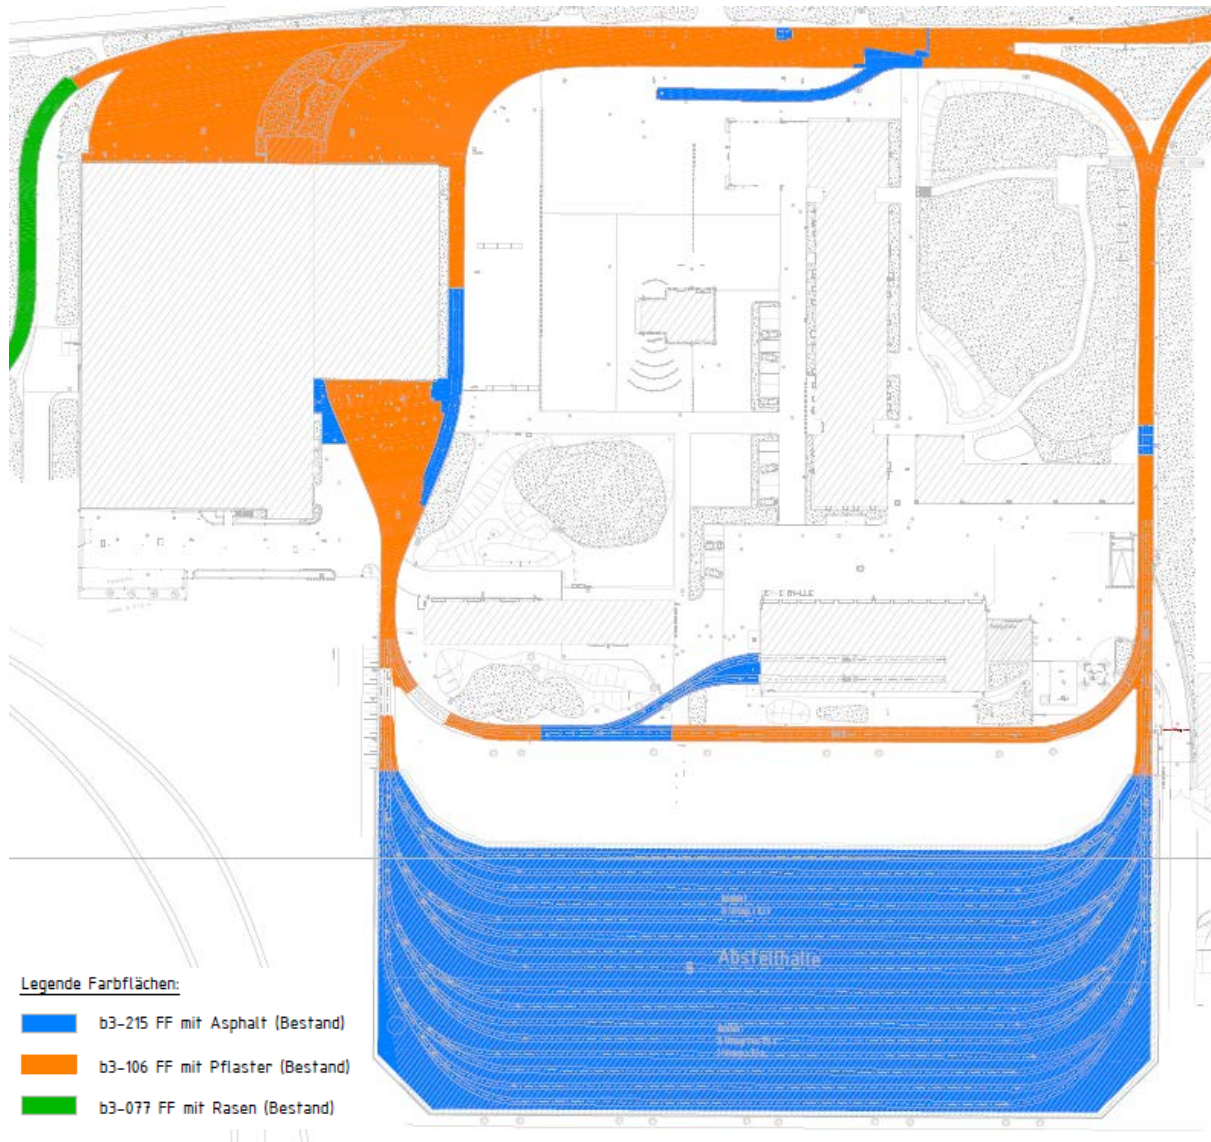 Abstellhalle
Legende Farbflächen:
b3-215 FF mit Asphalt (Bestand)
b3-106 FF mit Pflaster (Bestand)
b3-077 FF mit Rasen (Bestand)